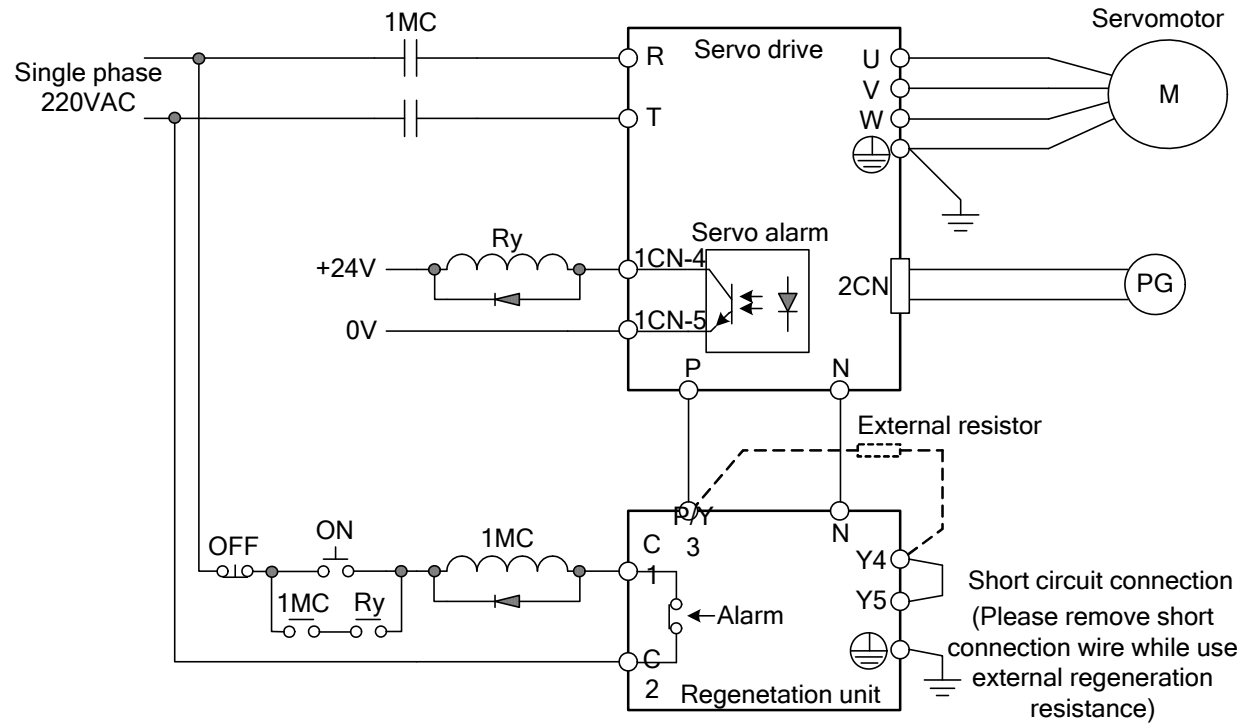 Servomotor
1MC
Servo drive
Single phase
220VAC
R
U
V
M
T
W
Servo alarm
Ry
+24V
1CN-4
2CN
PG
0V
1CN-5
P
N
External resistor
P/Y
3
N
OFF
ON
1MC
C
1
Y4
Y5
Short circuit connection
(Please remove short
connection wire while use
external regeneration
resistance)
1MC
Ry
Alarm
C
2
Regenetation unit